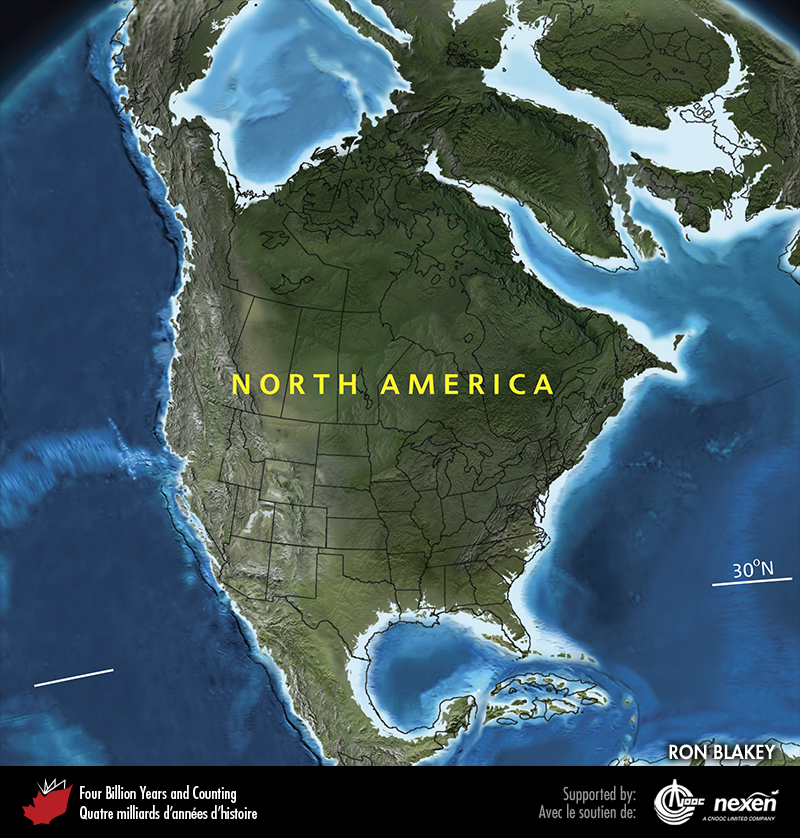 NORTH AMERICA
30°N
RON BLAKEY
Four Billion Years and Counting
Quatre milliards d'années d'histoire
Supported by:
Avec le soutien de:
CNOOC
nexen
A CNOOC LIMITED COMPANY